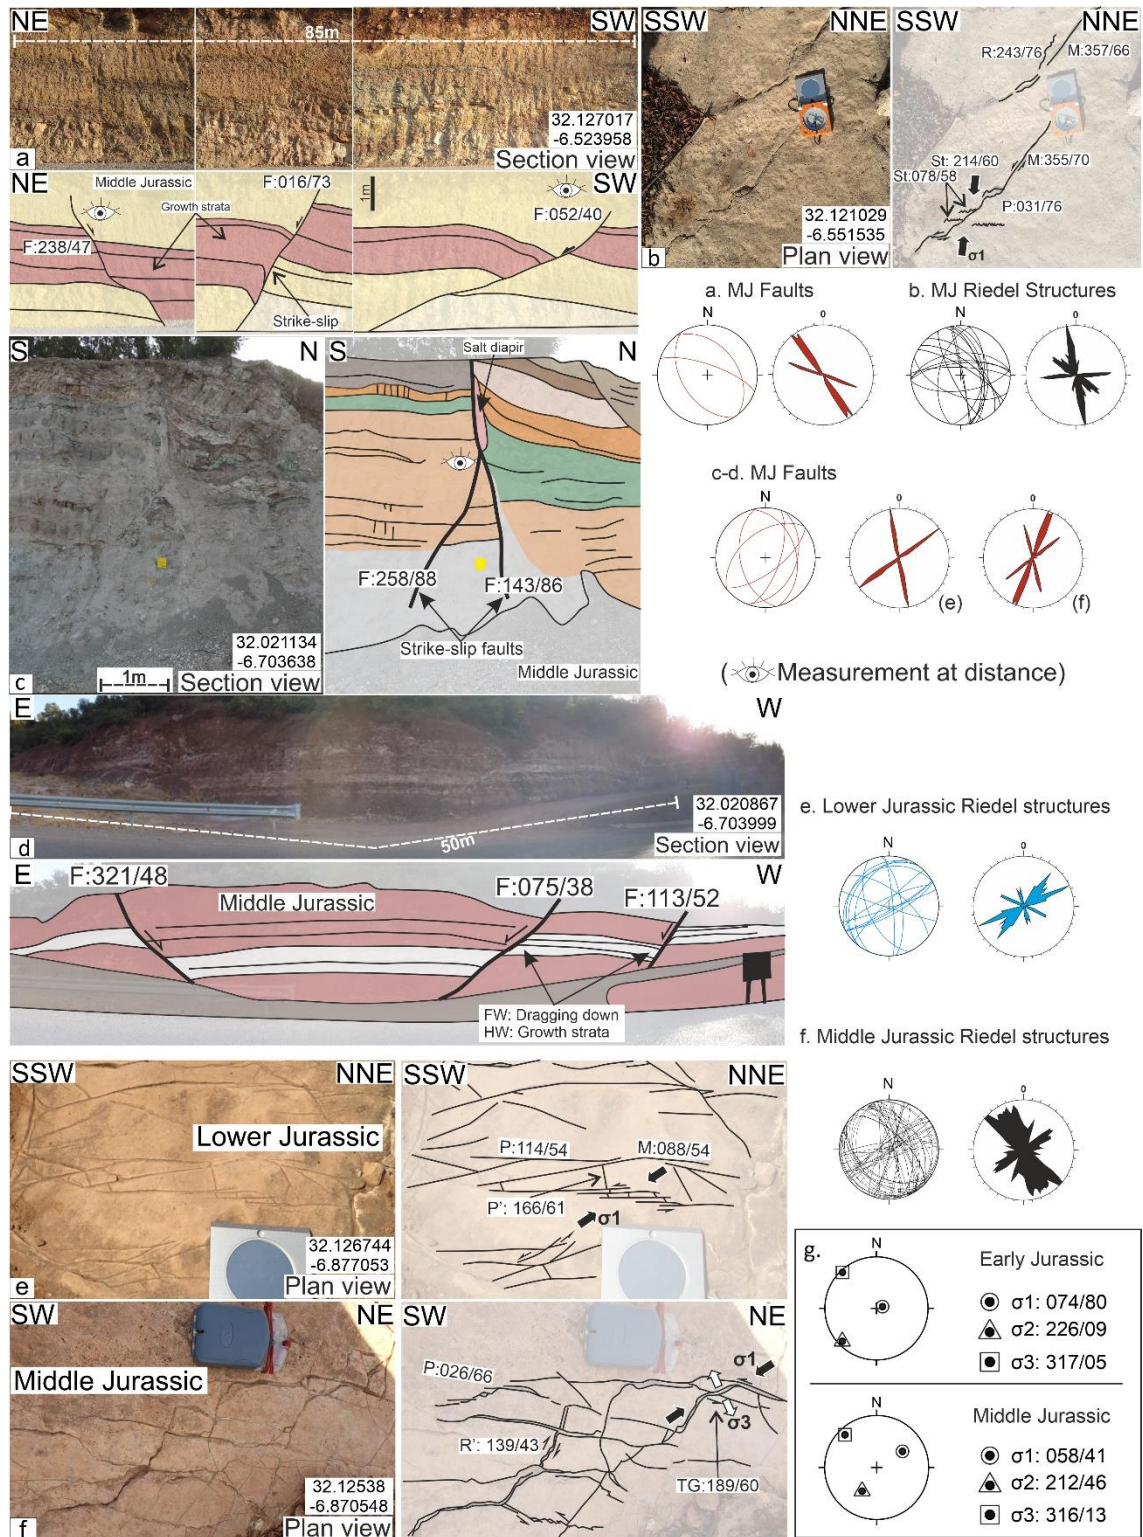 NE
SW
85m
32.127017
-6.523958
Section view
a
NE
Middle Jurassic
F:016/73
1m
SW
Growth strata
F:052/40
F:238/47
Strike-slip
SSW
NNE
32.121029
-6.551535
Plan view
b
SSW
NNE
R:243/76
M:357/66
St: 214/60
M:355/70
St:078/58
P:031/76
σ1
a. MJ Faults
N
0
b. MJ Riedel Structures
N
0
c-d. MJ Faults
N
0
0
(e)
(f)
(Measurement at distance)
S
N
32.021134
-6.703638
c
1m
Section view
S
Salt diapir
N
F:258/88
F:143/86
Strike-slip faults
Middle Jurassic
E
W
32.020867
-6.703999
50m
d
Section view
E
W
F:321/48
F:075/38
Middle Jurassic
F:113/52
FW: Dragging down
HW: Growth strata
e. Lower Jurassic Riedel structures
N
0
f. Middle Jurassic Riedel structures
N
0
SSW
NNE
Lower Jurassic
32.126744
-6.877053
e
Plan view
SSW
NNE
P:114/54
M:088/54
P': 166/61
σ1
SW
NE
Middle Jurassic
32.12538
-6.870548
f
Plan view
SW
NE
P:026/66
σ1
σ3
R': 139/43
TG:189/60
g.
N
Early Jurassic
σ1: 074/80
σ2: 226/09
σ3: 317/05
N
Middle Jurassic
σ1: 058/41
σ2: 212/46
σ3: 316/13